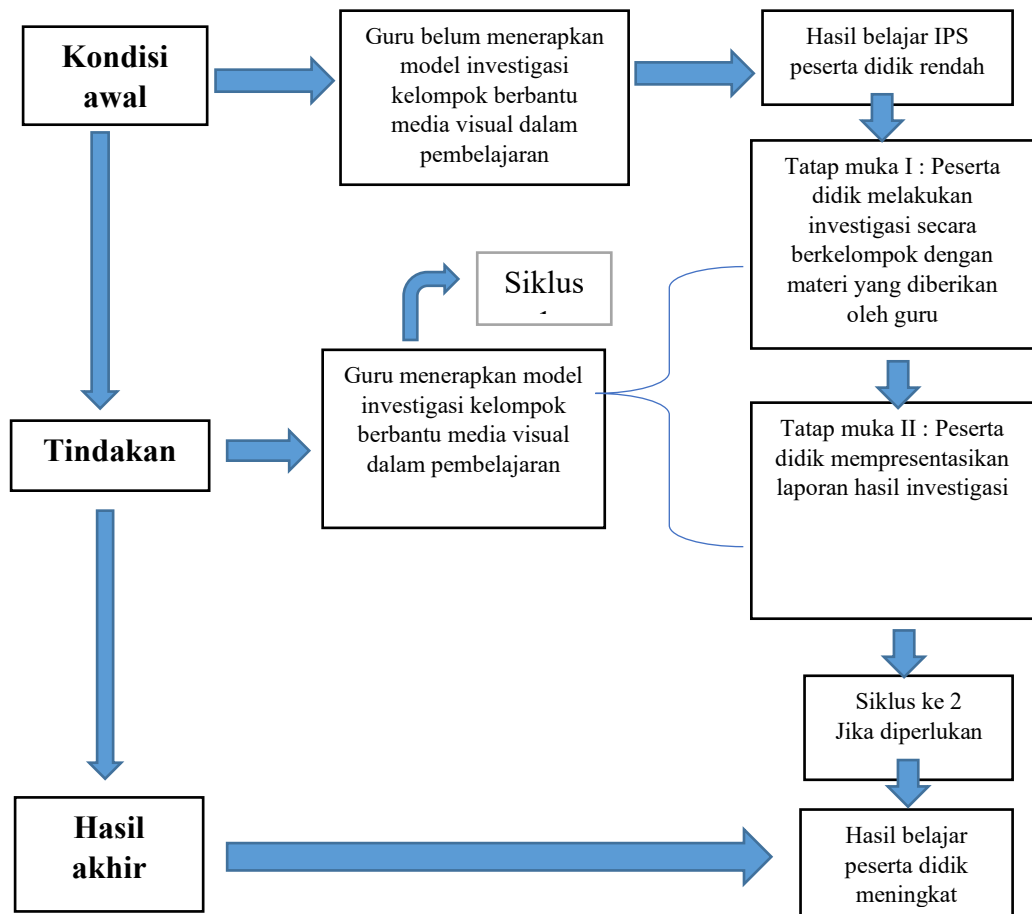 Kondisi
awal
Guru belum menerapkan
model investigasi
kelompok berbantu
media visual dalam
pembelajaran
Hasil belajar IPS
peserta didik rendah
Tatap muka I : Peserta
didik melakukan
investigasi secara
berkelompok dengan
materi yang diberikan
oleh guru
Siklus
Tindakan
Guru menerapkan model
investigasi kelompok
berbantu media visual
dalam pembelajaran
Tatap muka II : Peserta
didik mempresentasikan
laporan hasil investigasi
Siklus ke 2
Jika diperlukan
Hasil
akhir
Hasil belajar
peserta didik
meningkat